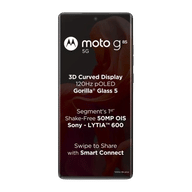 moto g85
5G
3D Curved Display
120Hz pOLED
Gorilla® Glass 5
Segment's 1st
Shake-Free 50MP OIS
Sony - LYTIA™ 600
Swipe to Share
with Smart Connect